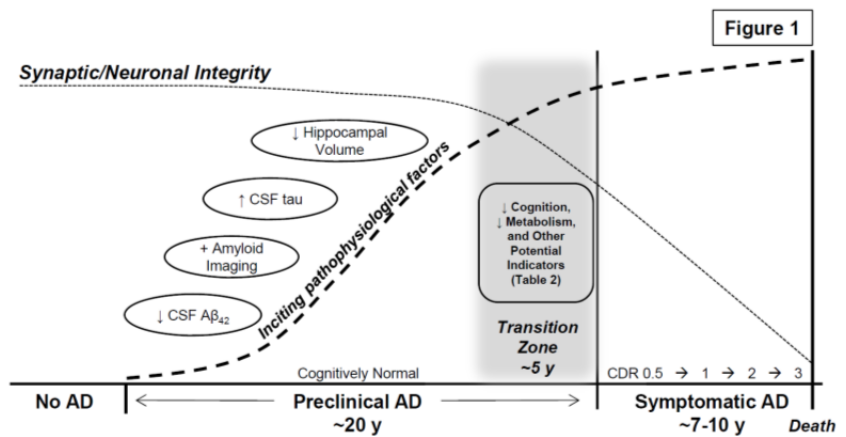 Figure 1
Synaptic/Neuronal Integrity
↓ Hippocampal
Volume
↑ CSF tau
+ Amyloid
Imaging
↓ CSF Aβ42
Inciting pathophysiological factors
↓ Cognition,
↓ Metabolism,
and Other
Potential
Indicators
(Table 2)
Transition
Zone
~5 y
Cognitively Normal
CDR 0.5 → 1 → 2 → 3
No AD
Preclinical AD
~20 y
Symptomatic AD
~7-10 y
Death